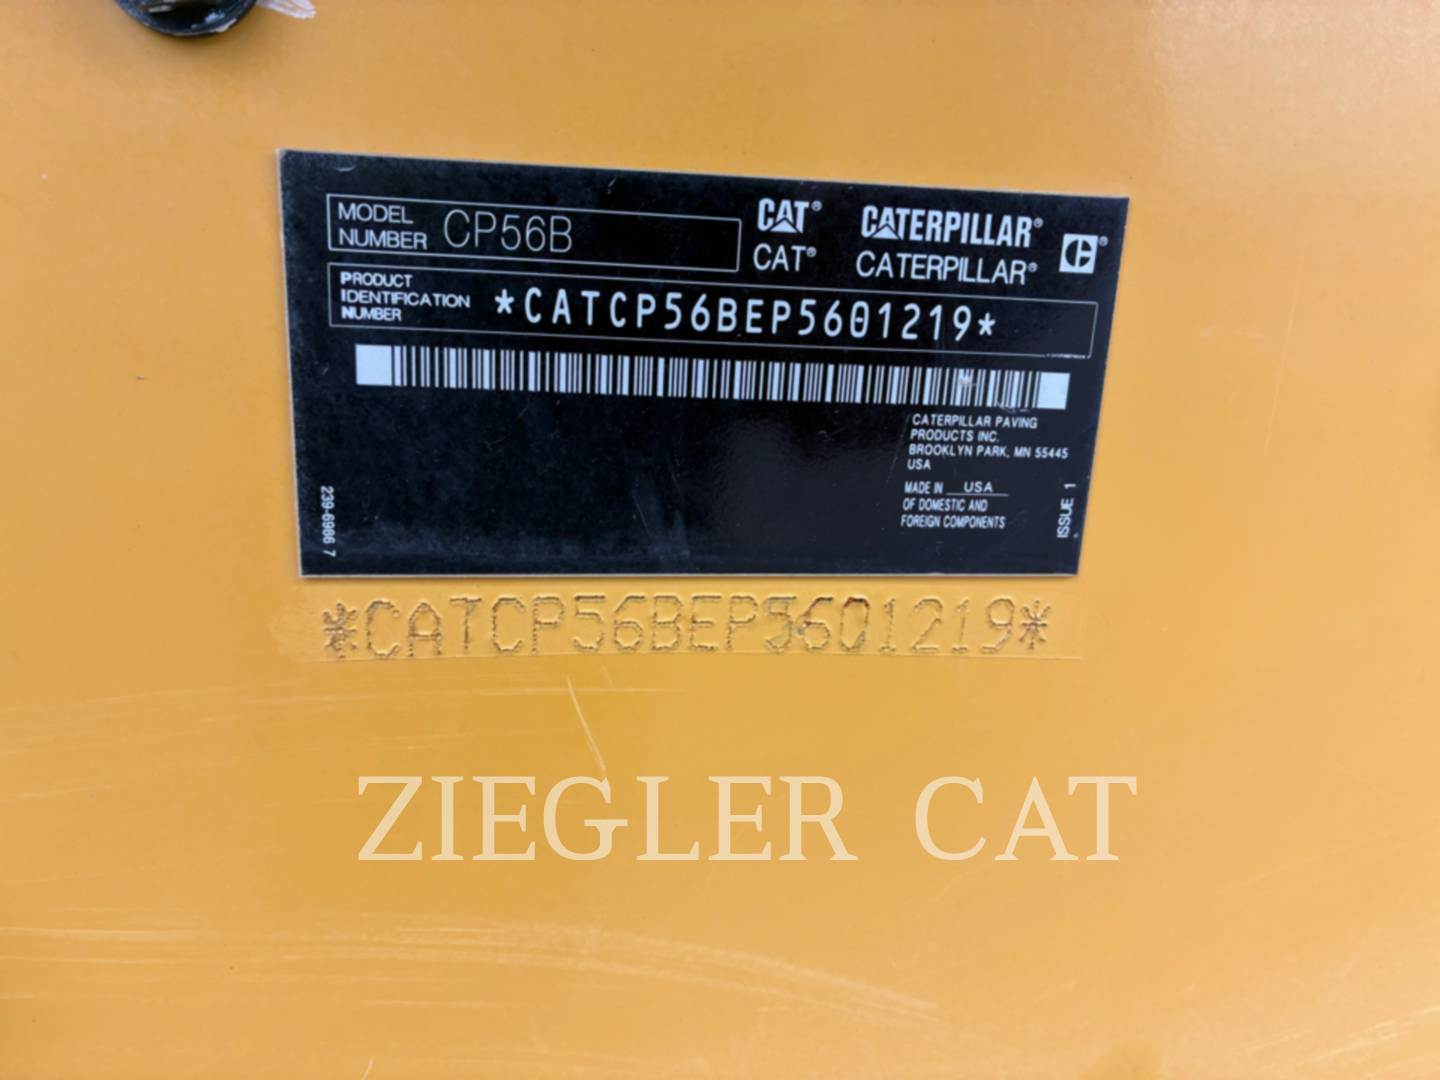 MODEL NUMBER CP56B
CAT® CATERPILLAR®
CAT® CATERPILLAR®
PRODUCT
IDENTIFICATION
NUMBER
*CATCP56BEP5601219*
CATERPILLAR PAVING
PRODUCTS INC.
BROOKLYN PARK, MN 55445
USA
MADE IN USA
OF DOMESTIC AND
FOREIGN COMPONENTS
ISSUE 1
239-6986 7
*CATCP56BEP5601219*
ZIEGLER CAT